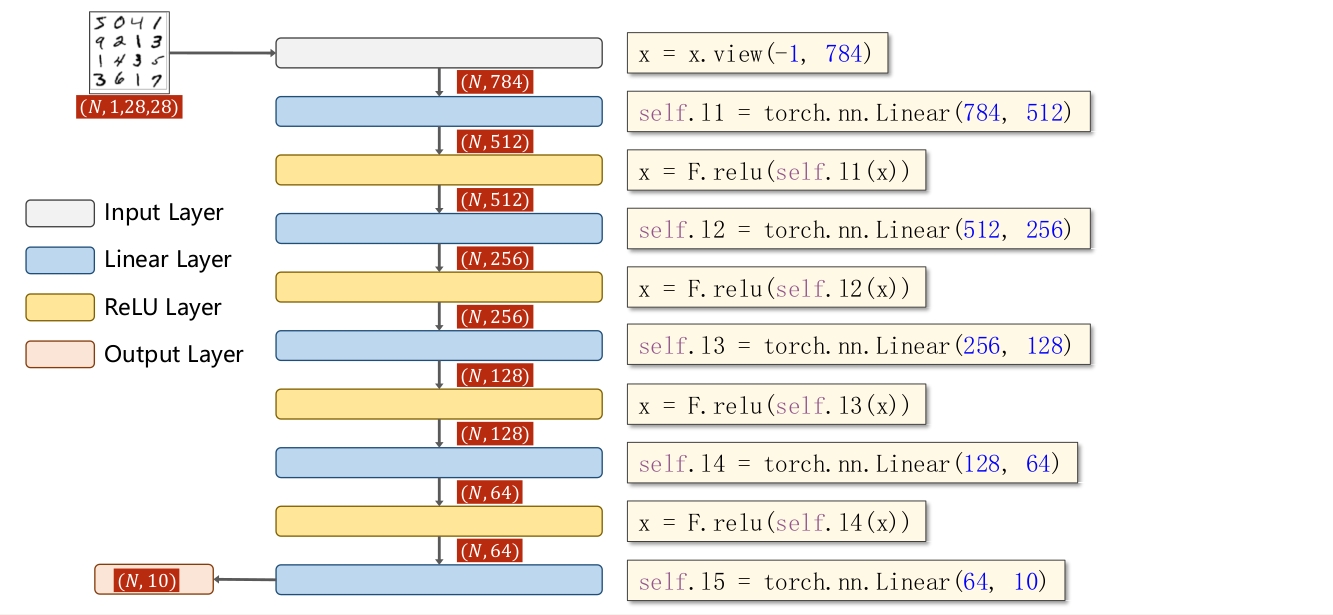 5 0 4 1
9 2 1 3
1 4 3 5
3 6 1 7
(N,1,28,28)
x = x.view(-1, 784)
(N,784)
self.l1 = torch.nn.Linear(784, 512)
(N,512)
x = F.relu(self.l1(x))
(N,512)
self.l2 = torch.nn.Linear(512, 256)
(N,256)
x = F.relu(self.l2(x))
(N,256)
self.l3 = torch.nn.Linear(256, 128)
(N,128)
x = F.relu(self.l3(x))
(N,128)
self.l4 = torch.nn.Linear(128, 64)
(N,64)
x = F.relu(self.l4(x))
(N,64)
self.l5 = torch.nn.Linear(64, 10)
(N,10)
Input Layer
Linear Layer
ReLU Layer
Output Layer